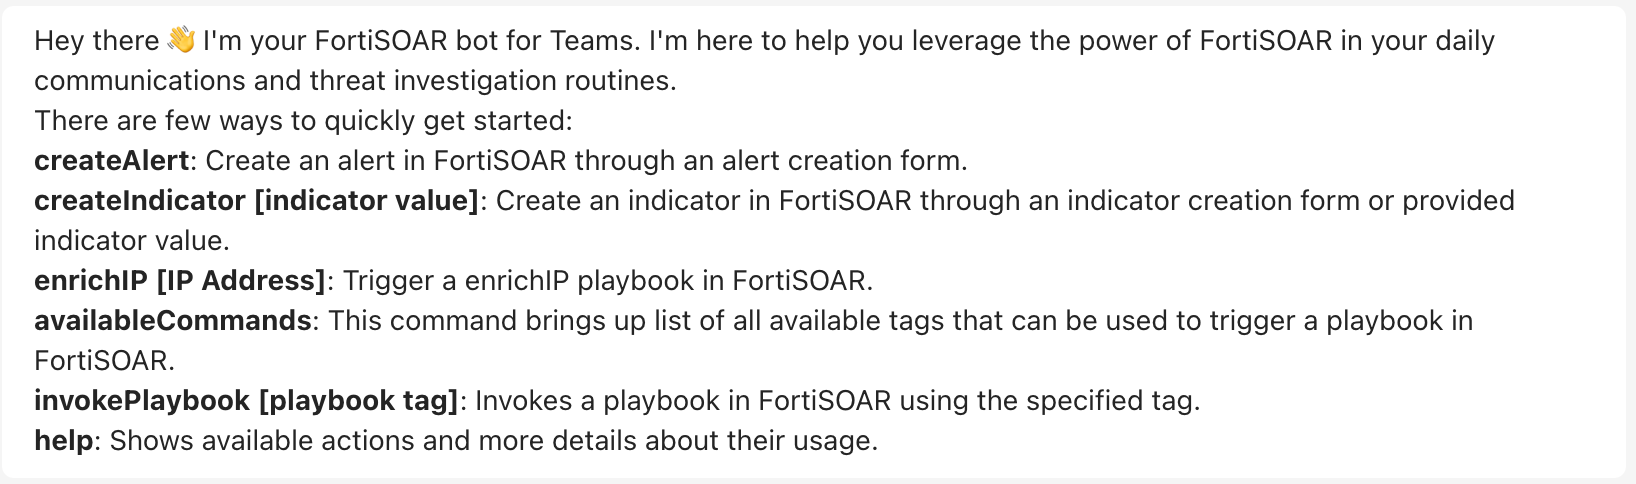 Hey there 👋 I'm your FortiSOAR bot for Teams. I'm here to help you leverage the power of FortiSOAR in your daily
communications and threat investigation routines.
There are few ways to quickly get started:
createAlert: Create an alert in FortiSOAR through an alert creation form.
createIndicator [indicator value]: Create an indicator in FortiSOAR through an indicator creation form or provided
indicator value.
enrichIP [IP Address]: Trigger a enrichIP playbook in FortiSOAR.
availableCommands: This command brings up list of all available tags that can be used to trigger a playbook in
FortiSOAR.
invokePlaybook [playbook tag]: Invokes a playbook in FortiSOAR using the specified tag.
help: Shows available actions and more details about their usage.